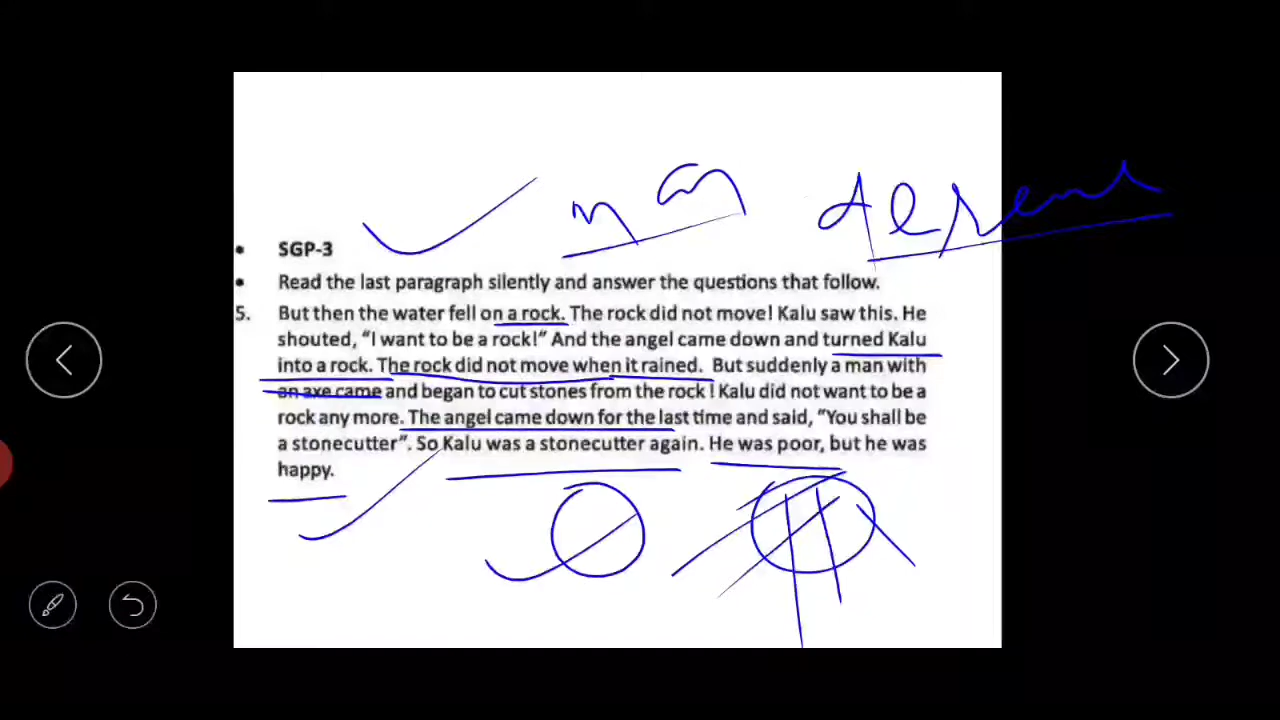 • SGP-3
• Read the last paragraph silently and answer the questions that follow.
5. But then the water fell on a rock. The rock did not move! Kalu saw this. He
shouted, “I want to be a rock!” And the angel came down and turned Kalu
into a rock. The rock did not move when it rained. But suddenly a man with
an axe came and began to cut stones from the rock ! Kalu did not want to be a
rock any more. The angel came down for the last time and said, “You shall be
a stonecutter”. So Kalu was a stonecutter again. He was poor, but he was
happy.